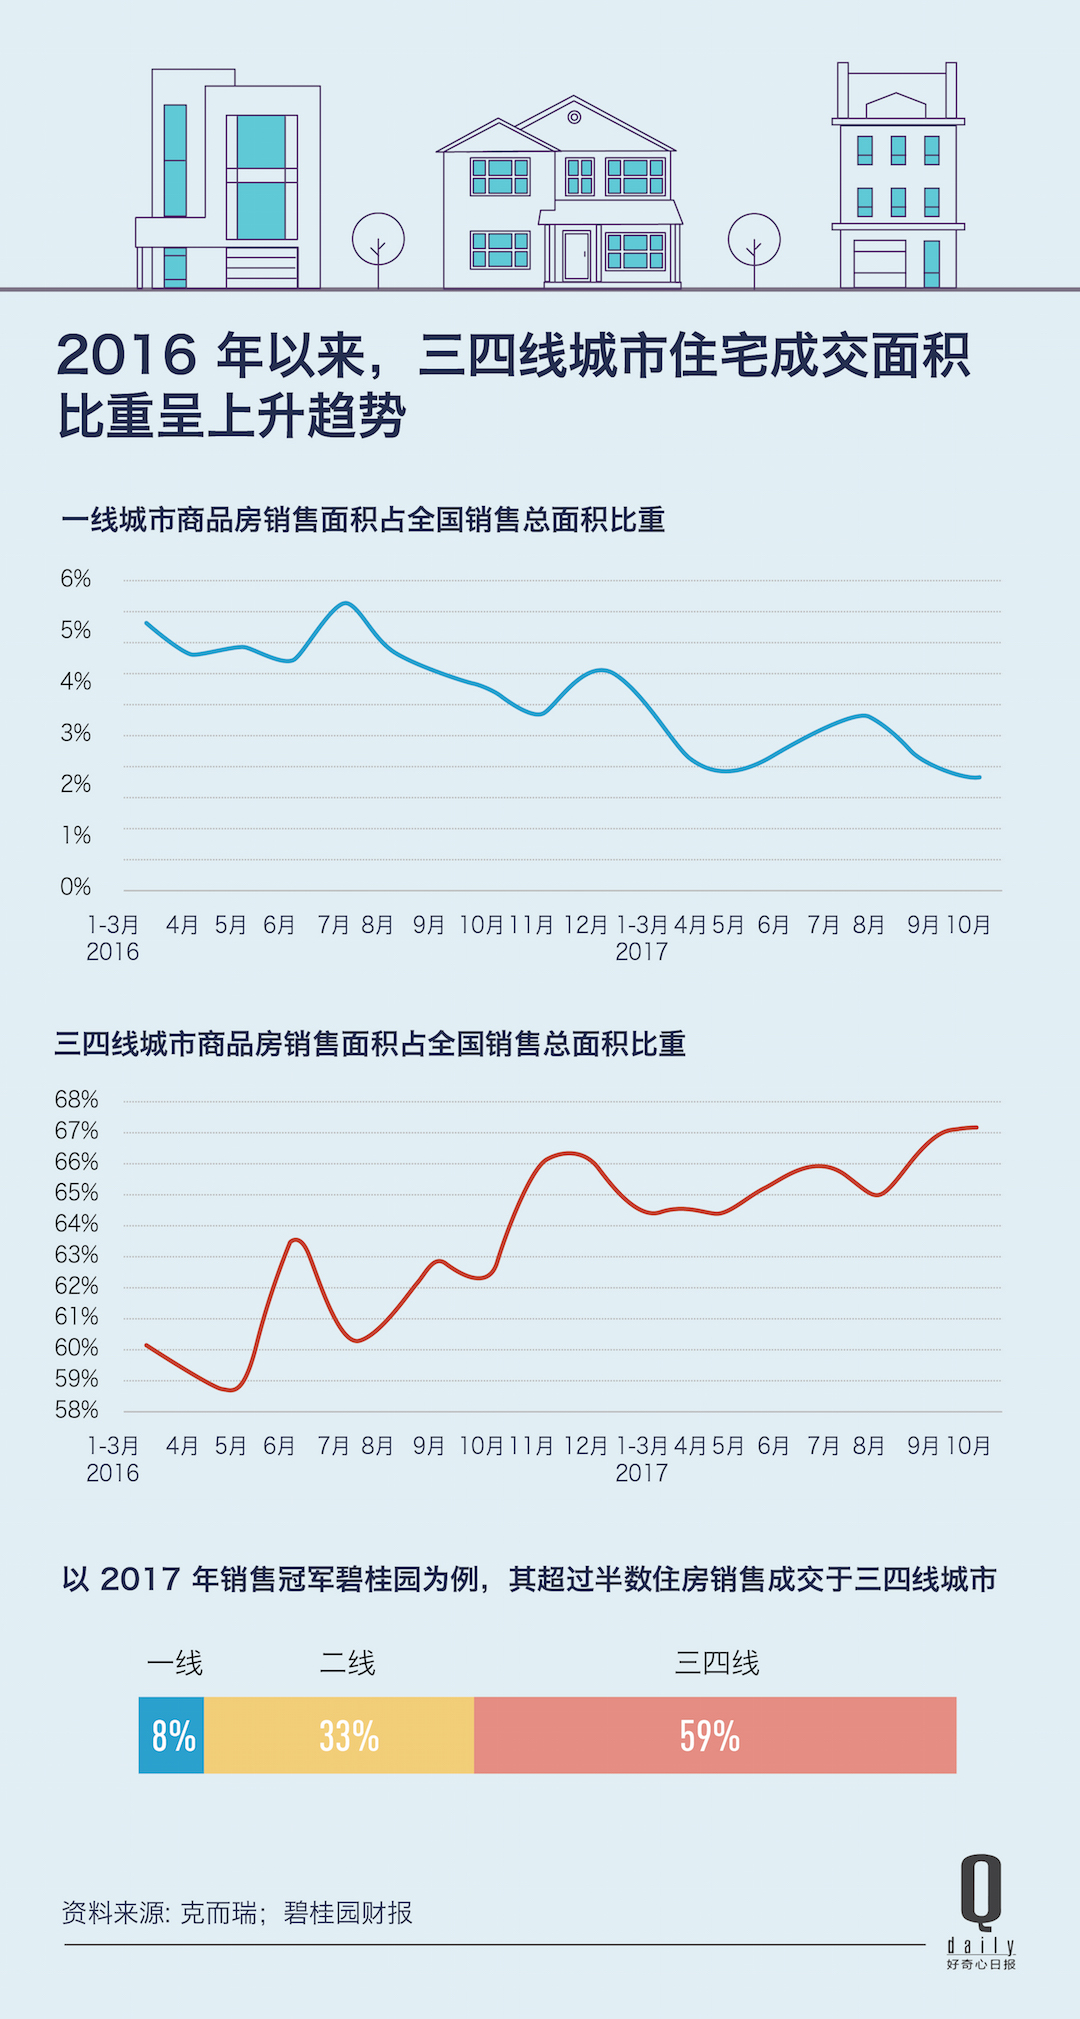 2016 年以来，三四线城市住宅成交面积
比重呈上升趋势
一线城市商品房销售面积占全国销售总面积比重
6%
5%
4%
3%
2%
1%
0%
1-3月 4月 5月 6月 7月 8月 9月 10月 11月 12月 1-3月 4月 5月 6月 7月 8月 9月 10月
2016 2017
三四线城市商品房销售面积占全国销售总面积比重
68%
67%
66%
65%
64%
63%
62%
61%
60%
59%
58%
1-3月 4月 5月 6月 7月 8月 9月 10月 11月 12月 1-3月 4月 5月 6月 7月 8月 9月 10月
2016 2017
以 2017 年销售冠军碧桂园为例，其超过半数住房销售成交于三四线城市
一线 二线 三四线
8% 33% 59%
资料来源: 克而瑞；碧桂园财报
Q
daily
好奇心日报